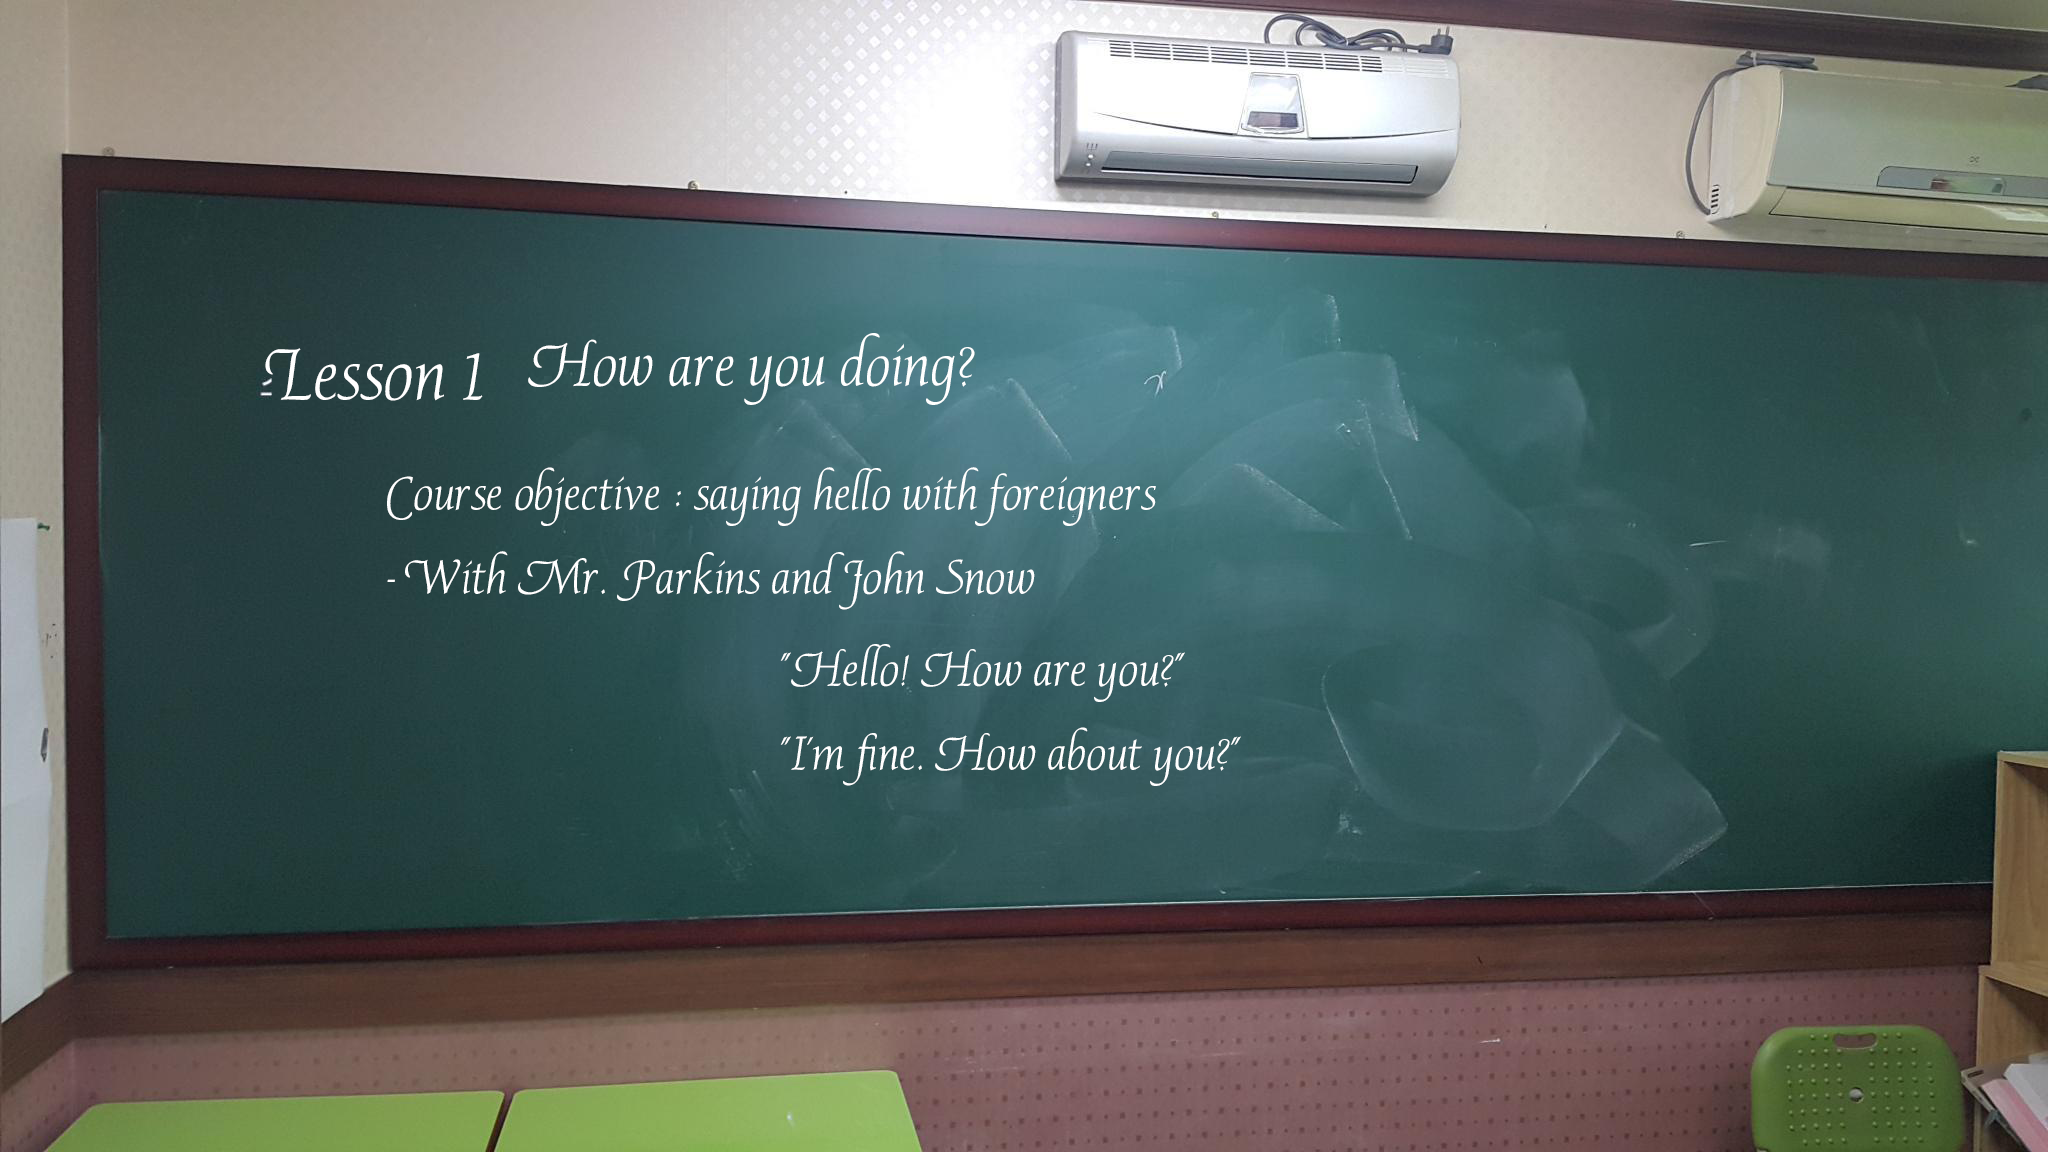 Lesson 1 How are you doing?
Course objective : saying hello with foreigners
- With Mr. Parkins and John Snow
"Hello! How are you?"
"I'm fine. How about you?"